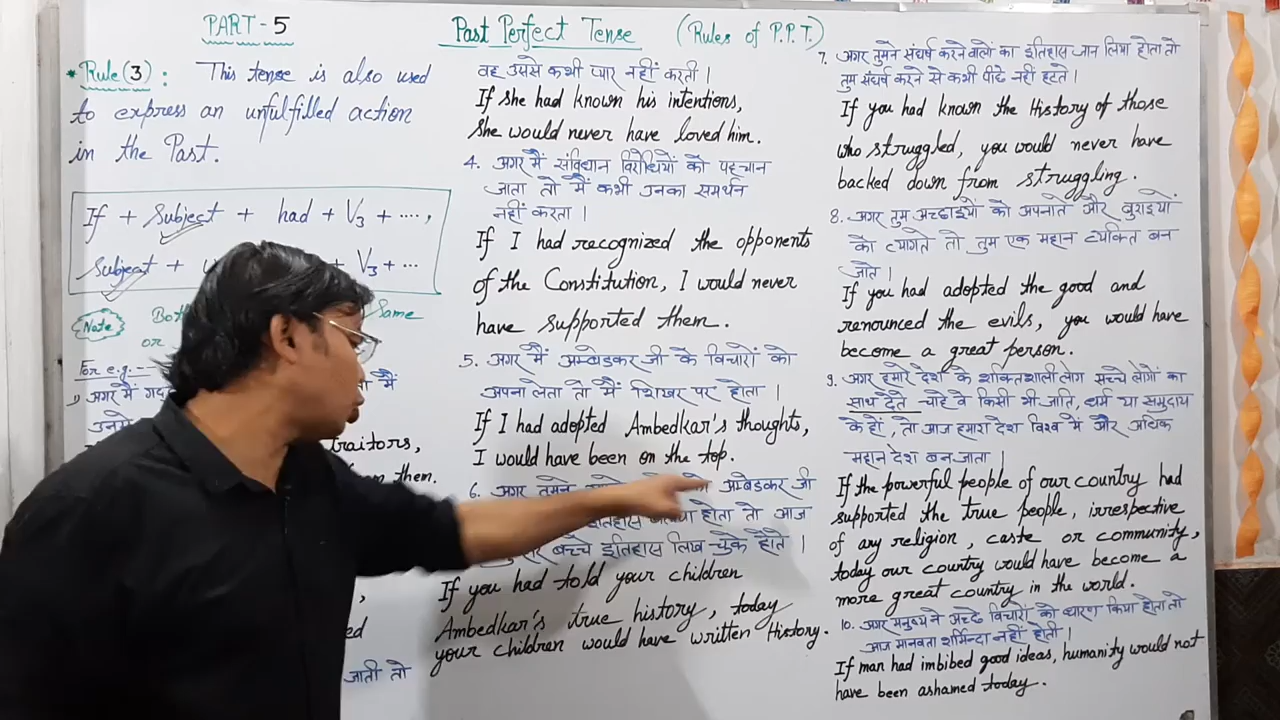 PART-5
Past Perfect Tense (Rules of P.P.T.)
* Rule (3) : This tense is also used
to express an unfulfilled action
in the Past.
If + Subject + had + V3 + ....,
Subject + + V3 + ...
Note Same
or
For e.g.
अगर मैं में
उनसे
traitors,
them.
,
जाती तो
वह उससे कभी प्यार नहीं करती ।
If she had known his intentions,
she would never have loved him.
4. अगर मैं संविधान विरोधियों को पहचान
जाता तो मैं कभी उनका समर्थन
नहीं करता ।
If I had recognized the opponents
of the Constitution, I would never
have supported them.
5. अगर मैं अम्बेडकर जी के विचारों को
अपना लेता तो मैं शिखर पर होता ।
If I had adopted Ambedkar's thoughts,
I would have been on the top.
6. अगर तुमने को अम्बेडकर जी
इतिहास बताया होता तो आज
बच्चे इतिहास लिख चुके होते ।
If you had told your children
Ambedkar's true history, today
your children would have written History.
7. अगर तुमने संघर्ष करने वालों का इतिहास जान लिया होता तो
तुम संघर्ष करने से कभी पीछे नहीं हटते ।
If you had known the History of those
who struggled, you would never have
backed down from struggling.
8. अगर तुम अच्छाइयों को अपनाते और बुराइयों
को त्यागते तो तुम एक महान व्यक्ति बन
जाते ।
If you had adopted the good and
renounced the evils, you would have
become a great person.
9. अगर हमारे देश के शक्तिशाली लोग सच्चे लोगों का
साथ देते चाहे वे किसी भी जाति, धर्म या समुदाय
के हों, तो आज हमारा देश विश्व में और अधिक
महान देश बन जाता ।
If the powerful people of our country had
supported the true people, irrespective
of any religion, caste or community,
today our country would have become a
more great country in the world.
10. अगर मनुष्य ने अच्छे विचारों को धारण किया होता तो
आज मानवता शर्मिन्दा नहीं होती ।
If man had imbibed good ideas, humanity would not
have been ashamed today.